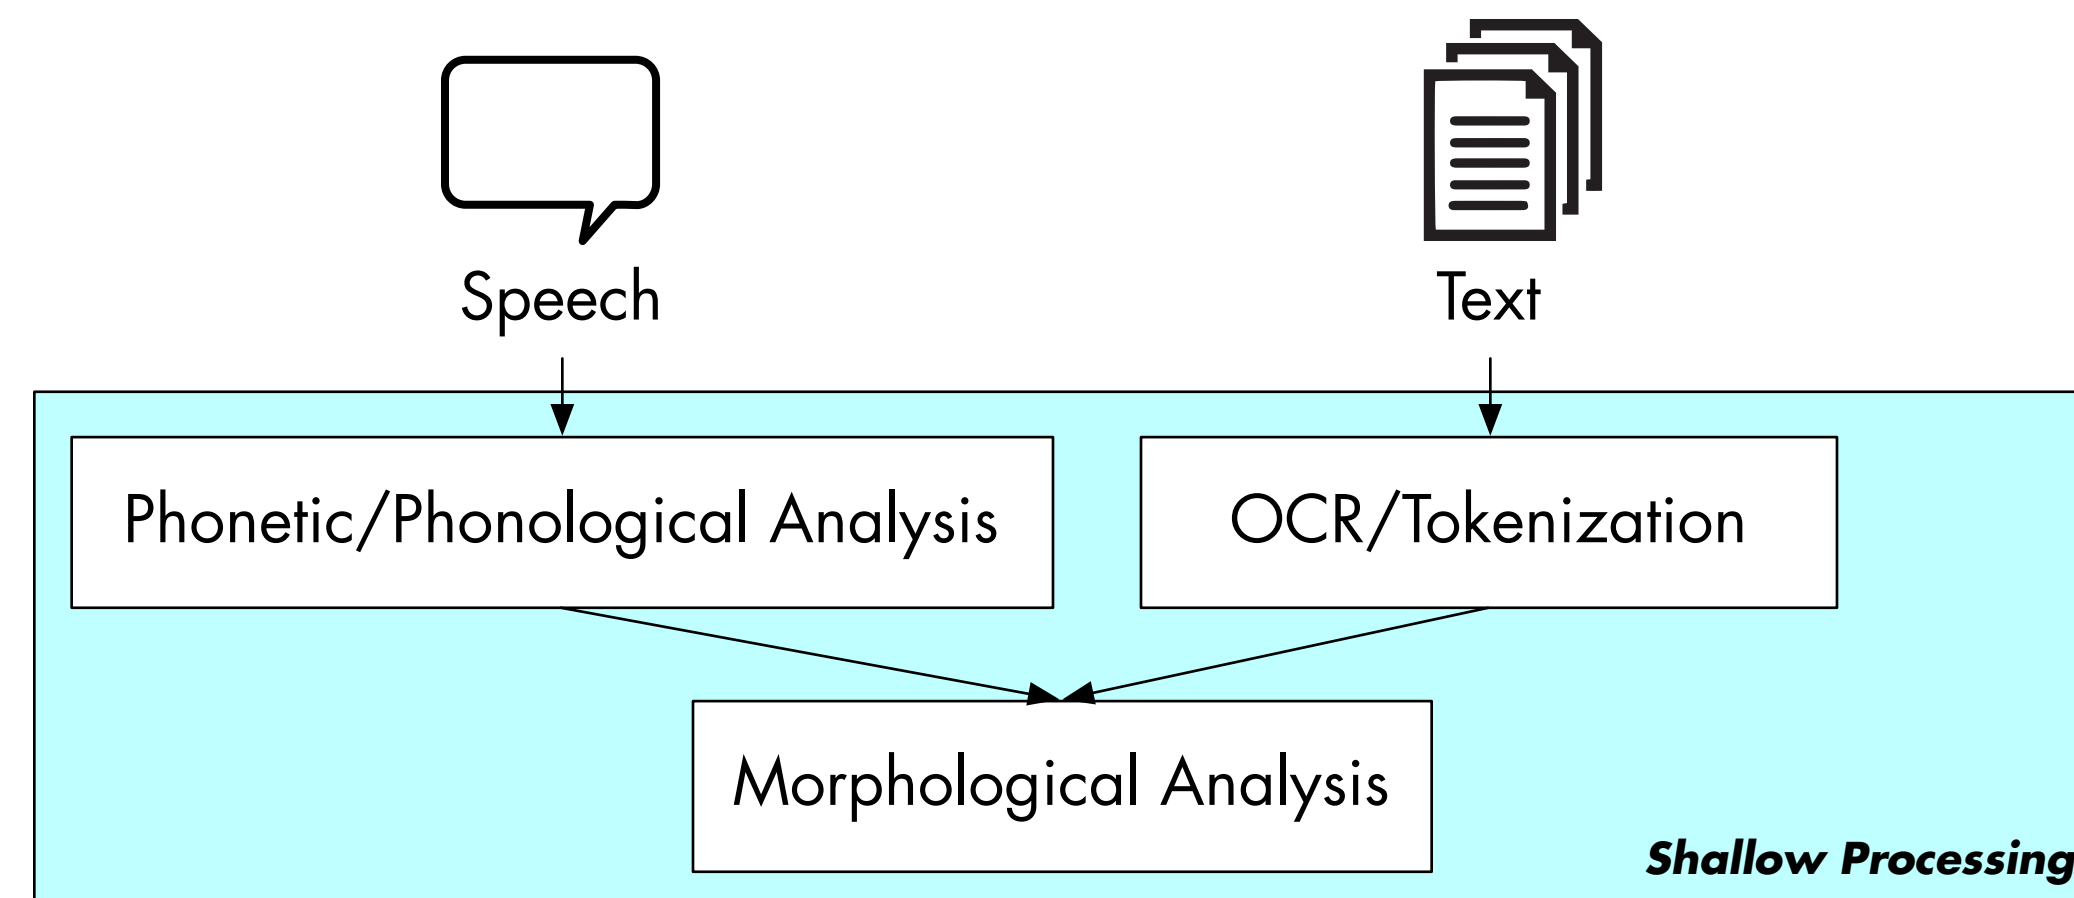 Speech
Text
Phonetic/Phonological Analysis
OCR/Tokenization
Morphological Analysis
Shallow Processing